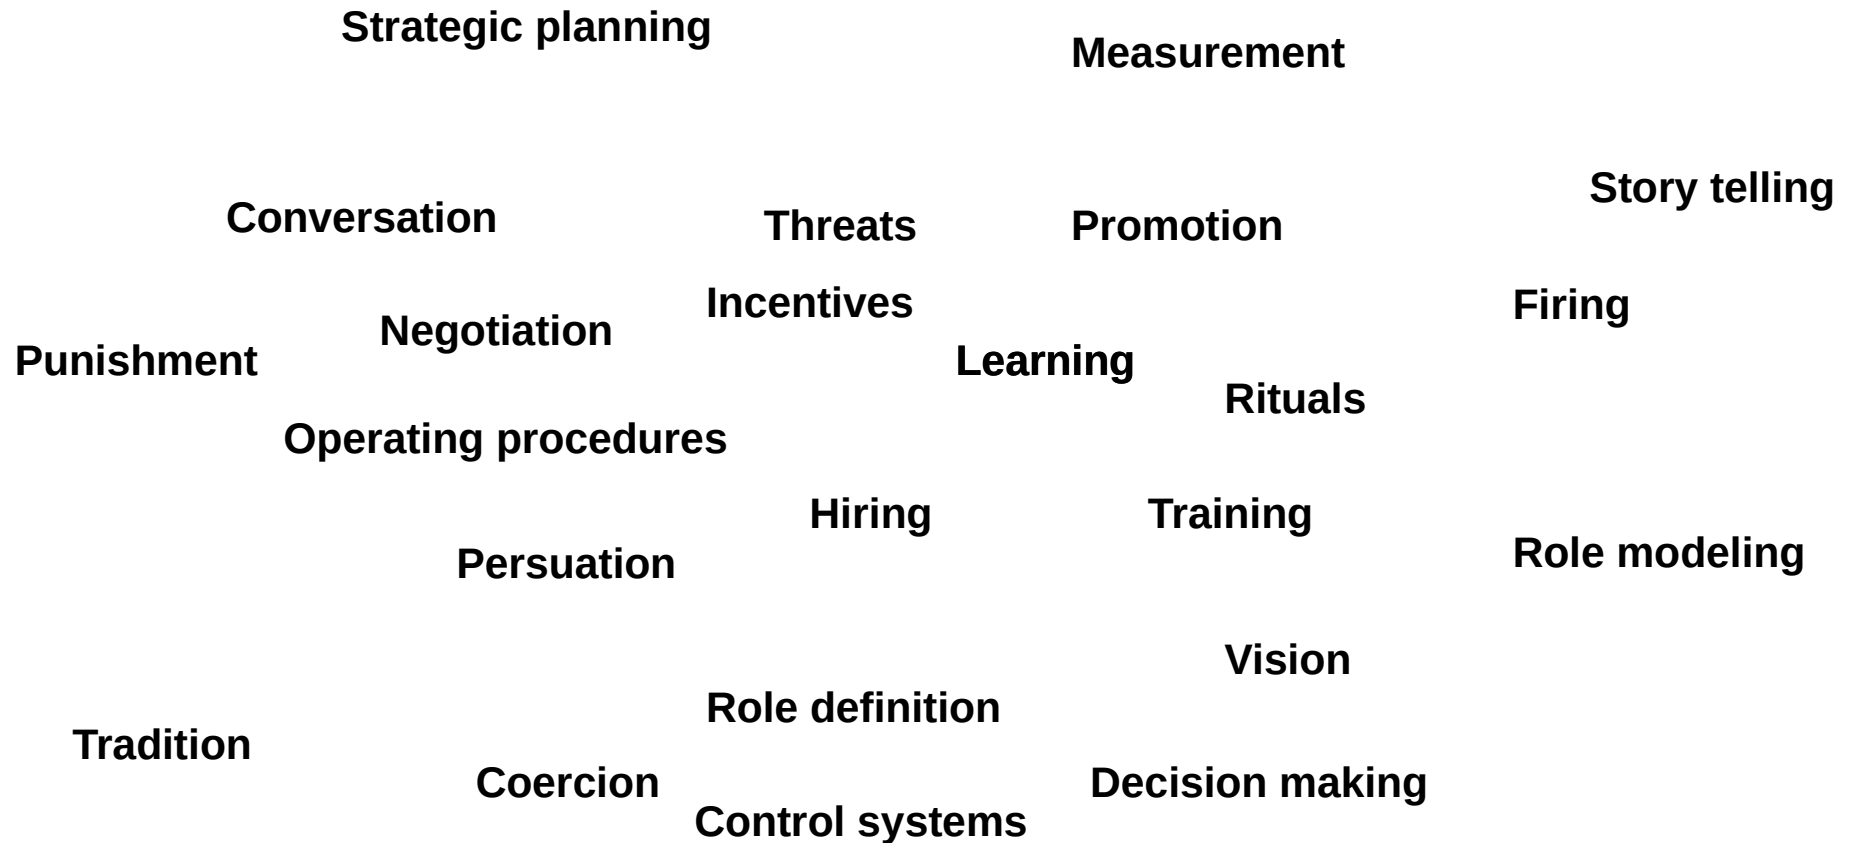 Strategic planning
Measurement
Story telling
Conversation
Threats
Promotion
Incentives
Firing
Negotiation
Punishment
Learning
Rituals
Operating procedures
Hiring
Training
Role modeling
Persuation
Vision
Role definition
Tradition
Coercion
Decision making
Control systems